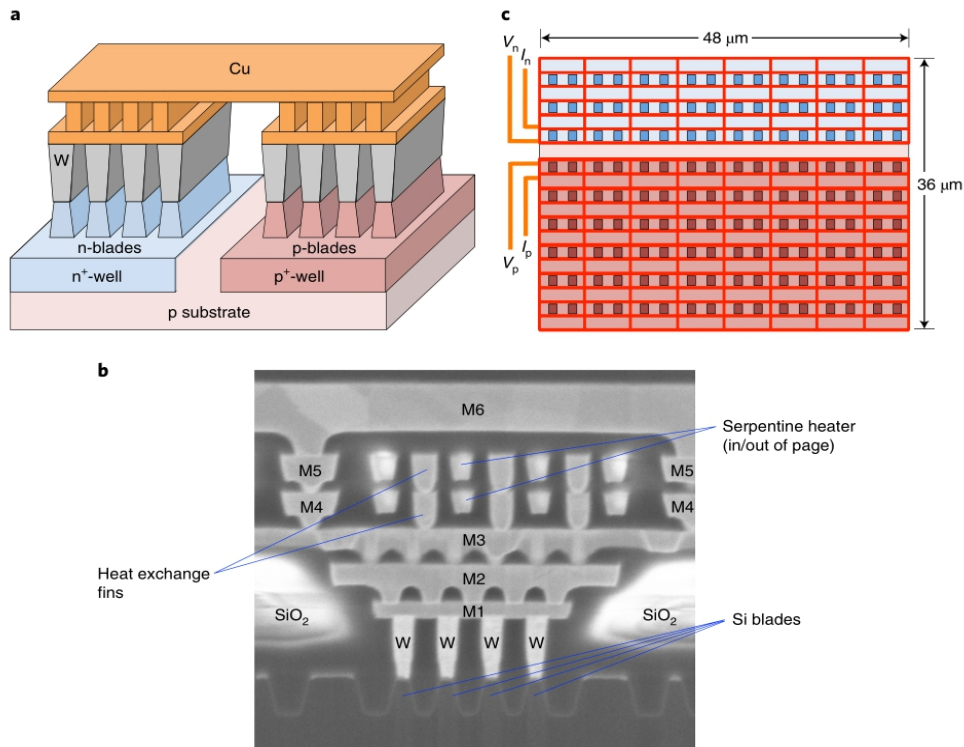 a
Cu
W
n-blades
n⁺-well
p-blades
p⁺-well
p substrate
c
48 μm
Vₙ
Iₙ
36 μm
Iₚ
Vₚ
b
M6
Serpentine heater
(in/out of page)
M5
M5
M4
M4
M3
Heat exchange
fins
M2
M1
SiO₂
SiO₂
W
W
W
W
Si blades